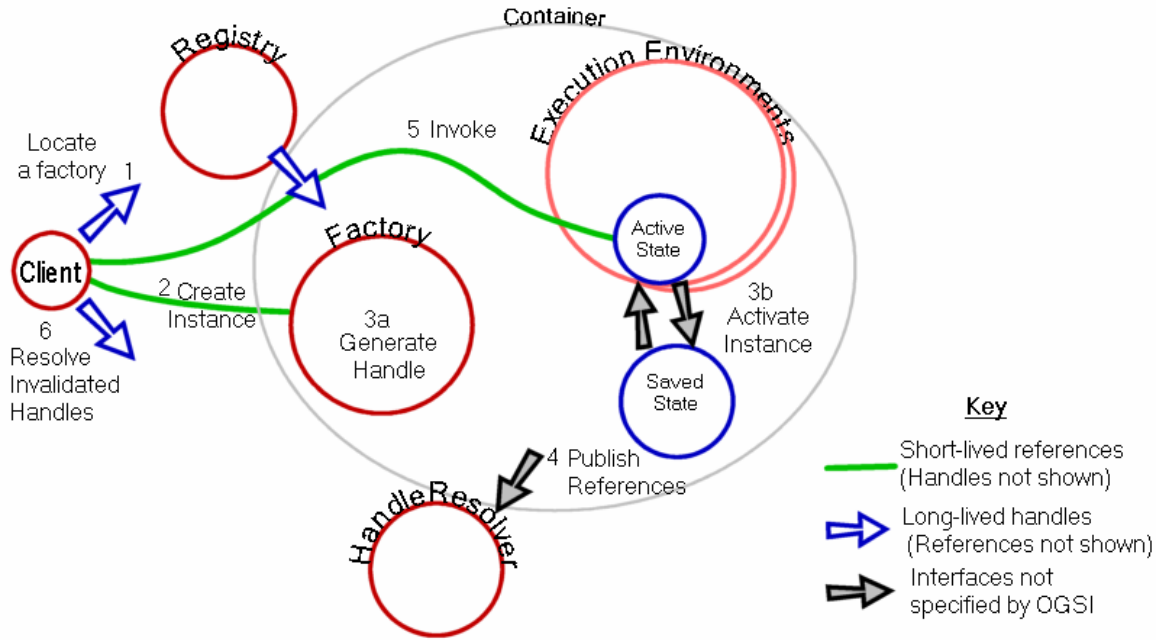 Container
Registry
Execution Environments
5 Invoke
Locate
a factory 1
Factory
Active
State
Client
2 Create
Instance
3a
Generate
Handle
3b
Activate
Instance
6
Resolve
Invalidated
Handles
Saved
State
4 Publish
References
HandleResolver
Key
Short-lived references
(Handles not shown)
Long-lived handles
(References not shown)
Interfaces not
specified by OGSI